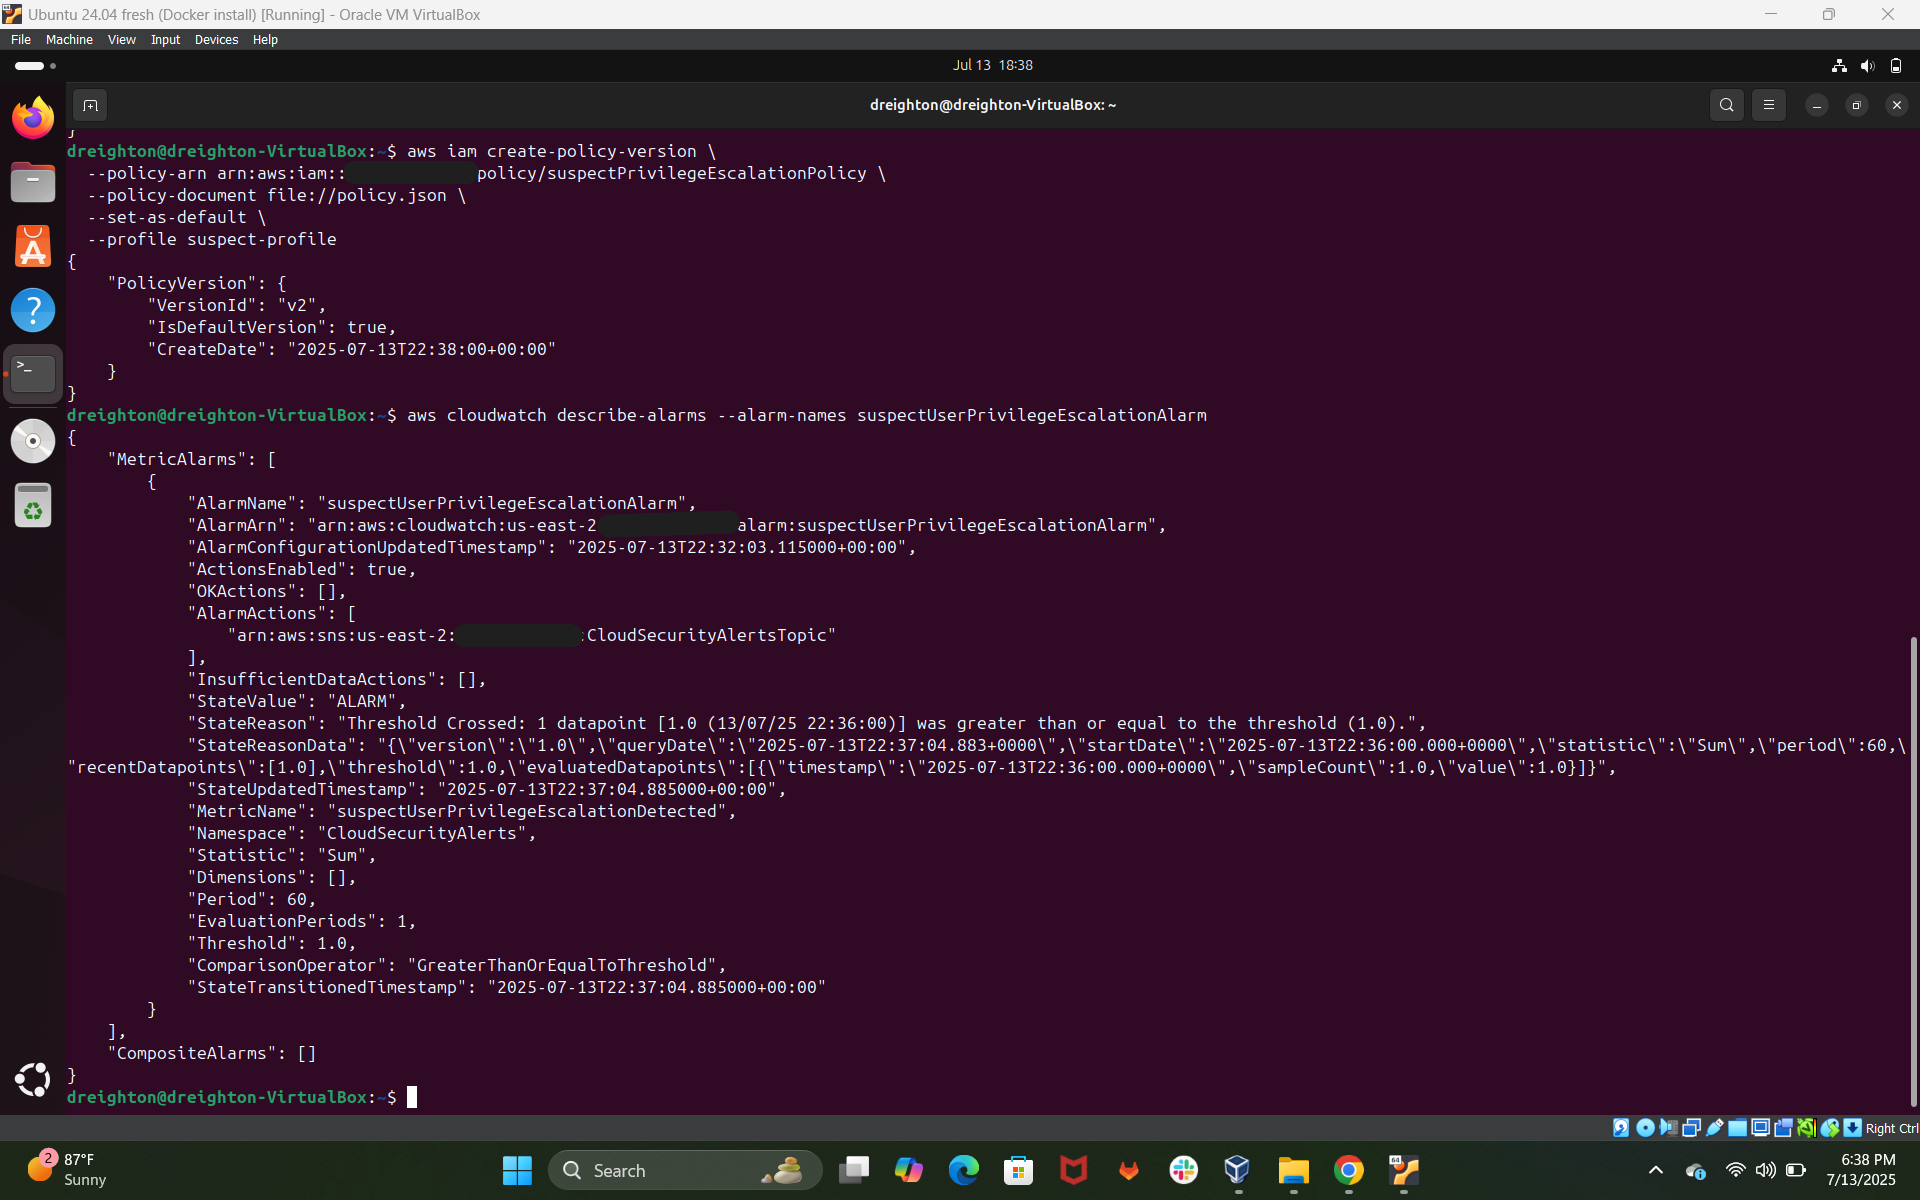 Ubuntu 24.04 fresh (Docker install) [Running] - Oracle VM VirtualBox
File Machine View Input Devices Help
Jul 13 18:38
dreighton@dreighton-VirtualBox: ~
}
dreighton@dreighton-VirtualBox:~$ aws iam create-policy-version \
  --policy-arn arn:aws:iam:: policy/suspectPrivilegeEscalationPolicy \
  --policy-document file://policy.json \
  --set-as-default \
  --profile suspect-profile
{
    "PolicyVersion": {
        "VersionId": "v2",
        "IsDefaultVersion": true,
        "CreateDate": "2025-07-13T22:38:00+00:00"
    }
}
dreighton@dreighton-VirtualBox:~$ aws cloudwatch describe-alarms --alarm-names suspectUserPrivilegeEscalationAlarm
{
    "MetricAlarms": [
        {
            "AlarmName": "suspectUserPrivilegeEscalationAlarm",
            "AlarmArn": "arn:aws:cloudwatch:us-east-2 alarm:suspectUserPrivilegeEscalationAlarm",
            "AlarmConfigurationUpdatedTimestamp": "2025-07-13T22:32:03.115000+00:00",
            "ActionsEnabled": true,
            "OKActions": [],
            "AlarmActions": [
                "arn:aws:sns:us-east-2: :CloudSecurityAlertsTopic"
            ],
            "InsufficientDataActions": [],
            "StateValue": "ALARM",
            "StateReason": "Threshold Crossed: 1 datapoint [1.0 (13/07/25 22:36:00)] was greater than or equal to the threshold (1.0).",
            "StateReasonData": "{\"version\":\"1.0\",\"queryDate\":\"2025-07-13T22:37:04.883+0000\",\"startDate\":\"2025-07-13T22:36:00.000+0000\",\"statistic\":\"Sum\",\"period\":60,\
"recentDatapoints\":[1.0],\"threshold\":1.0,\"evaluatedDatapoints\":[{\"timestamp\":\"2025-07-13T22:36:00.000+0000\",\"sampleCount\":1.0,\"value\":1.0}]}",
            "StateUpdatedTimestamp": "2025-07-13T22:37:04.885000+00:00",
            "MetricName": "suspectUserPrivilegeEscalationDetected",
            "Namespace": "CloudSecurityAlerts",
            "Statistic": "Sum",
            "Dimensions": [],
            "Period": 60,
            "EvaluationPeriods": 1,
            "Threshold": 1.0,
            "ComparisonOperator": "GreaterThanOrEqualToThreshold",
            "StateTransitionedTimestamp": "2025-07-13T22:37:04.885000+00:00"
        }
    ],
    "CompositeAlarms": []
}
dreighton@dreighton-VirtualBox:~$
Right Ctrl
2
87°F
Sunny
Search
6:38 PM
7/13/2025